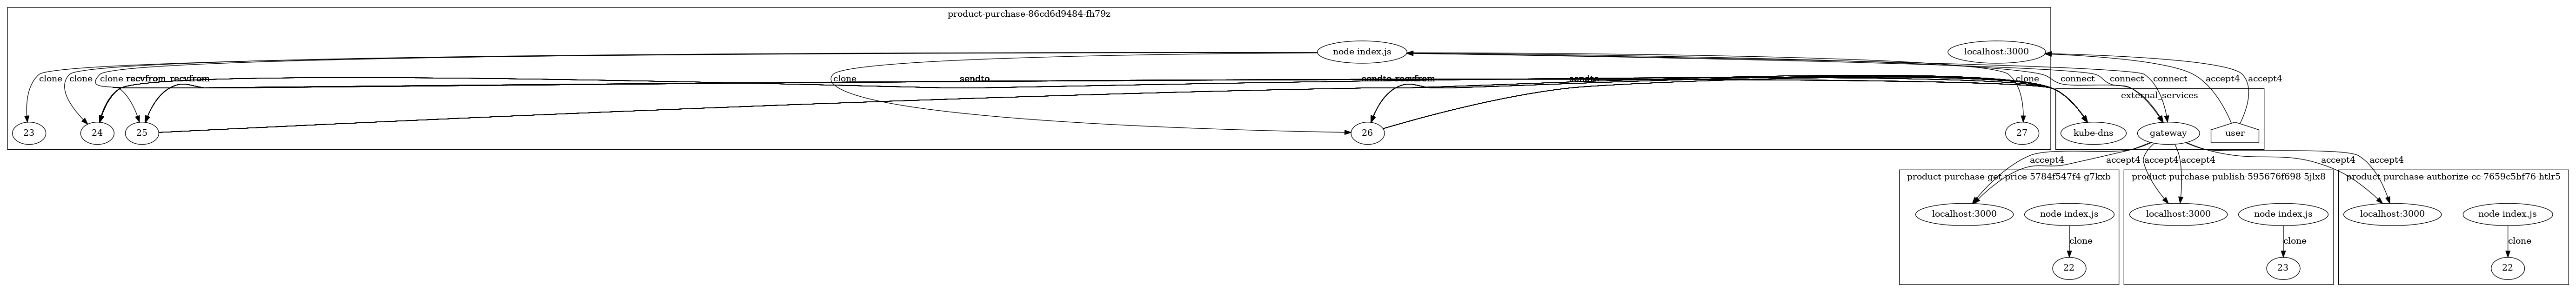 product-purchase-86cd6d9484-fh79z
node index.js
localhost:3000
clone
clone
clone
recvfrom
recvfrom
clone
sendto
sendto
recvfrom
sendto
clone
connect
connect
connect
accept4
accept4
external_services
23
24
25
26
27
kube-dns
gateway
user
accept4
accept4
accept4
accept4
accept4
accept4
product-purchase-get-price-5784f547f4-g7kxb
product-purchase-publish-595676f698-5jlx8
product-purchase-authorize-cc-7659c5bf76-htlr5
localhost:3000
node index.js
localhost:3000
node index.js
localhost:3000
node index.js
clone
clone
clone
22
23
22